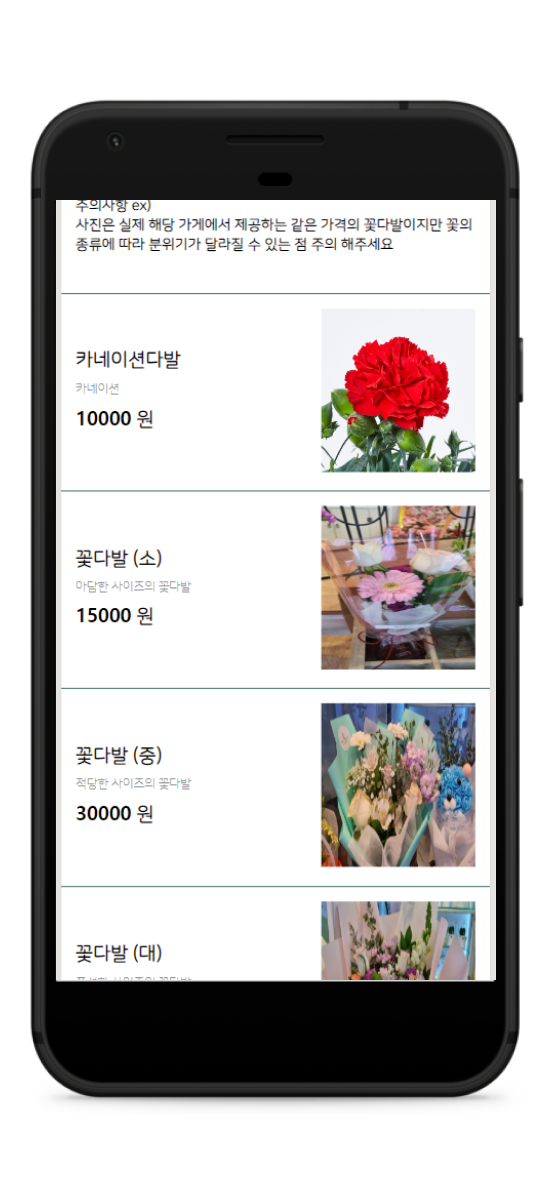 주의사항 ex)
사진은 실제 해당 가게에서 제공하는 같은 가격의 꽃다발이지만 꽃의
종류에 따라 분위기가 달라질 수 있는 점 주의 해주세요
카네이션다발
카네이션
10000 원
꽃다발 (소)
아담한 사이즈의 꽃다발
15000 원
꽃다발 (중)
적당한 사이즈의 꽃다발
30000 원
꽃다발 (대)